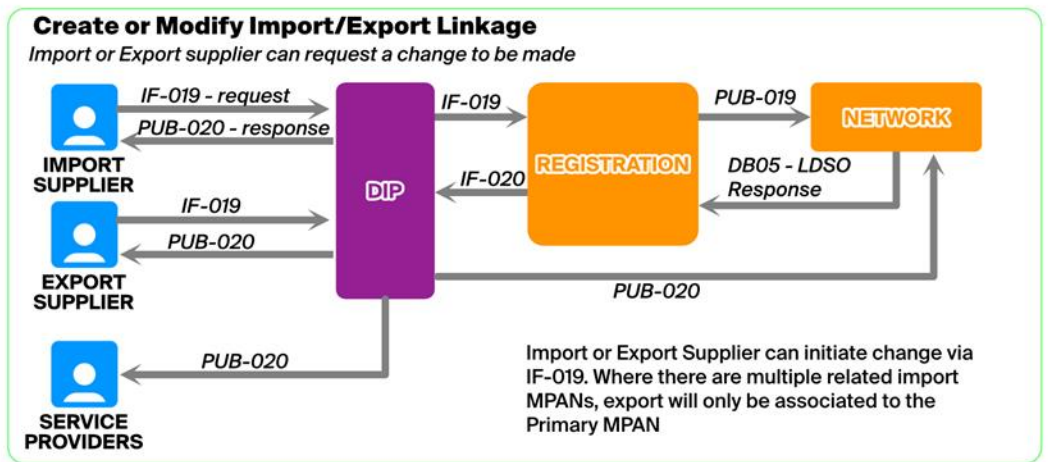 Create or Modify Import/Export Linkage
Import or Export supplier can request a change to be made
IF-019 - request
PUB-020 - response
IMPORT
SUPPLIER
IF-019
PUB-020
EXPORT
SUPPLIER
PUB-020
SERVICE
PROVIDERS
DIP
IF-019
IF-020
REGISTRATION
PUB-019
NETWORK
DB05 - LDSO
Response
PUB-020
Import or Export Supplier can initiate change via
IF-019. Where there are multiple related import
MPANs, export will only be associated to the
Primary MPAN